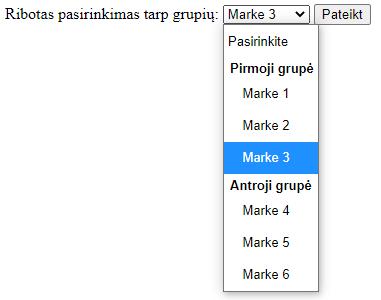 Ribotas pasirinkimas tarp grupių: Marke 3 Pateikt
Pasirinkite
Pirmoji grupė
Marke 1
Marke 2
Marke 3
Antroji grupė
Marke 4
Marke 5
Marke 6